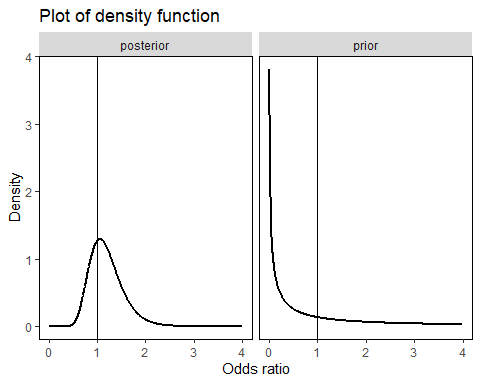 Plot of density function
posterior prior
4
3
2
1
0
Density
0 1 2 3 4 0 1 2 3 4
Odds ratio